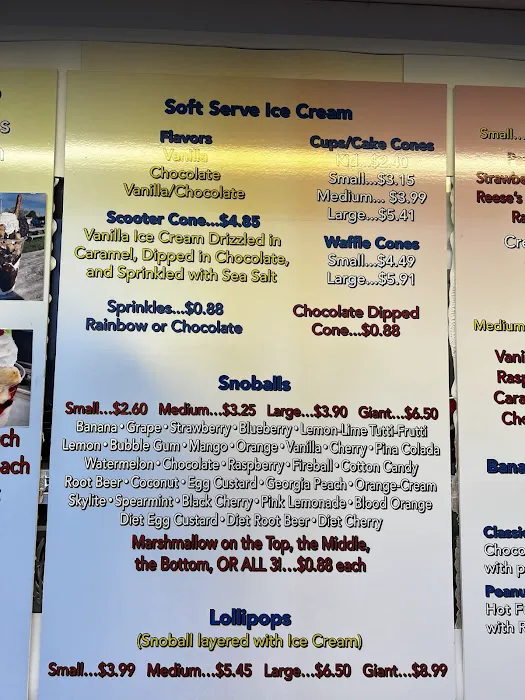 Soft Serve Ice Cream
Flavors
Vanilla
Chocolate
Vanilla/Chocolate
Scooter Cone...$4.85
Vanilla Ice Cream Drizzled in
Caramel, Dipped in Chocolate,
and Sprinkled with Sea Salt
Sprinkles...$0.88
Rainbow or Chocolate
Cups/Cake Cones
Small...$3.15
Medium... $3.99
Large...$5.41
Waffle Cones
Small...$4.49
Large...$5.91
Chocolate Dipped
Cone...$0.88
Snoballs
Small...$2.60 Medium...$3.25 Large...$3.90 Giant...$6.50
Banana • Grape • Strawberry • Blueberry • Lemon-Lime Tutti-Frutti
Lemon • Bubble Gum • Mango • Orange • Vanilla • Cherry • Pina Colada
Watermelon • Chocolate • Raspberry • Fireball • Cotton Candy
Root Beer • Coconut • Egg Custard • Georgia Peach • Orange-Cream
Skylite • Spearmint • Black Cherry • Pink Lemonade • Blood Orange
Diet Egg Custard • Diet Root Beer • Diet Cherry
Marshmallow on the Top, the Middle,
the Bottom, OR ALL 3!...$0.88 each
Lollipops
(Snoball layered with Ice Cream)
Small...$3.99 Medium...$5.45 Large...$6.50 Giant...$8.99
Small...
Reese's
Medium
Classic
with p
Hot F
with R